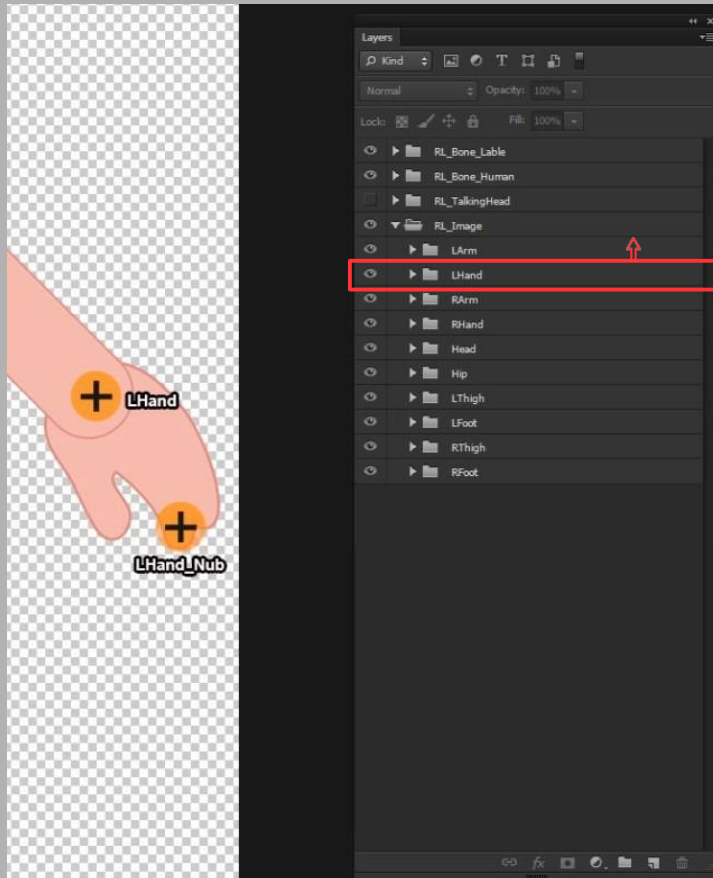 Layers
Kind
Normal Opacity: 100%
Lock: Fill: 100%
RL_Bone_Lable
RL_Bone_Human
RL_TalkingHead
RL_Image
LArm
LHand
RArm
RHand
Head
Hip
LThigh
LFoot
RThigh
RFoot
LHand
LHand_Nub